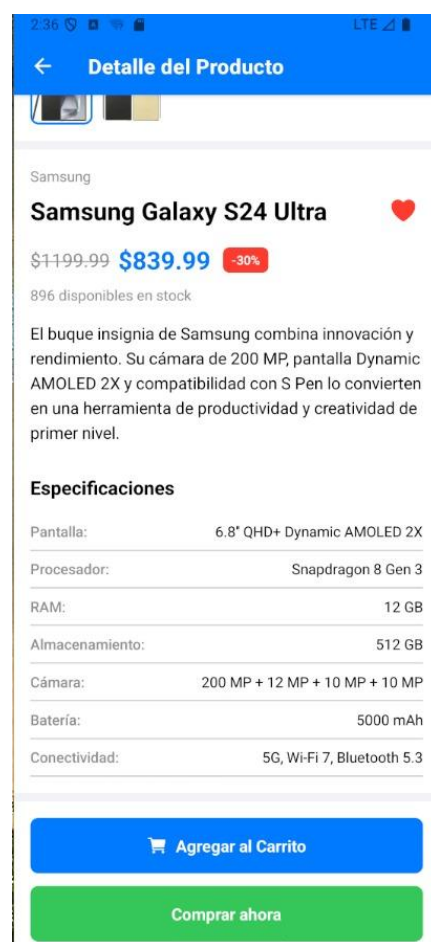 2:36 LTE
Detalle del Producto
Samsung
Samsung Galaxy S24 Ultra
$1199.99 $839.99 -30%
896 disponibles en stock
El buque insignia de Samsung combina innovación y
rendimiento. Su cámara de 200 MP, pantalla Dynamic
AMOLED 2X y compatibilidad con S Pen lo convierten
en una herramienta de productividad y creatividad de
primer nivel.
Especificaciones
Pantalla: 6.8" QHD+ Dynamic AMOLED 2X
Procesador: Snapdragon 8 Gen 3
RAM: 12 GB
Almacenamiento: 512 GB
Cámara: 200 MP + 12 MP + 10 MP + 10 MP
Batería: 5000 mAh
Conectividad: 5G, Wi-Fi 7, Bluetooth 5.3
Agregar al Carrito
Comprar ahora